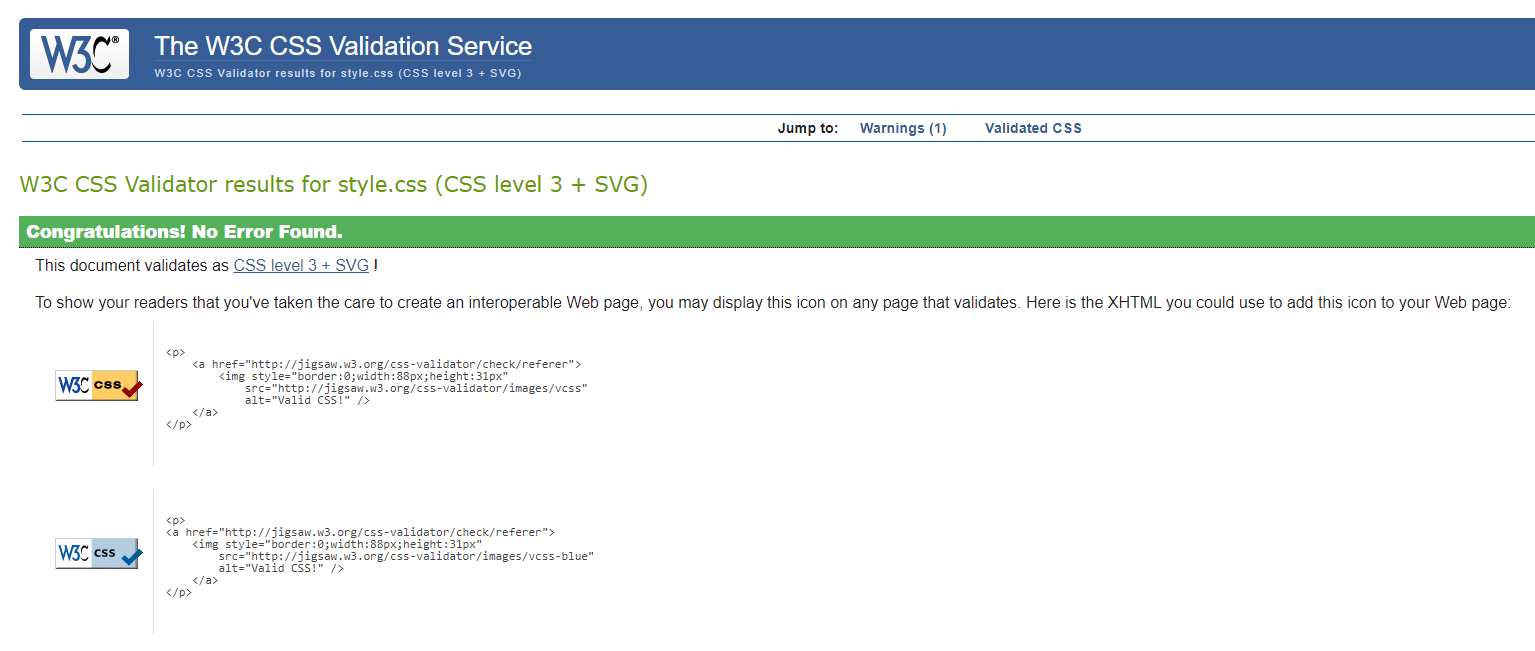 W3C®
The W3C CSS Validation Service
W3C CSS Validator results for style.css (CSS level 3 + SVG)
Jump to: Warnings (1) Validated CSS
W3C CSS Validator results for style.css (CSS level 3 + SVG)
Congratulations! No Error Found.
This document validates as CSS level 3 + SVG !
To show your readers that you've taken the care to create an interoperable Web page, you may display this icon on any page that validates. Here is the XHTML you could use to add this icon to your Web page:
<p>
<a href="http://jigsaw.w3.org/css-validator/check/referer">
<img style="border:0;width:88px;height:31px"
W3C css
src="http://jigsaw.w3.org/css-validator/images/vcss"
alt="Valid CSS!" />
</a>
</p>
<p>
<a href="http://jigsaw.w3.org/css-validator/check/referer">
<img style="border:0;width:88px;height:31px"
W3C css
src="http://jigsaw.w3.org/css-validator/images/vcss-blue"
alt="Valid CSS!" />
</a>
</p>